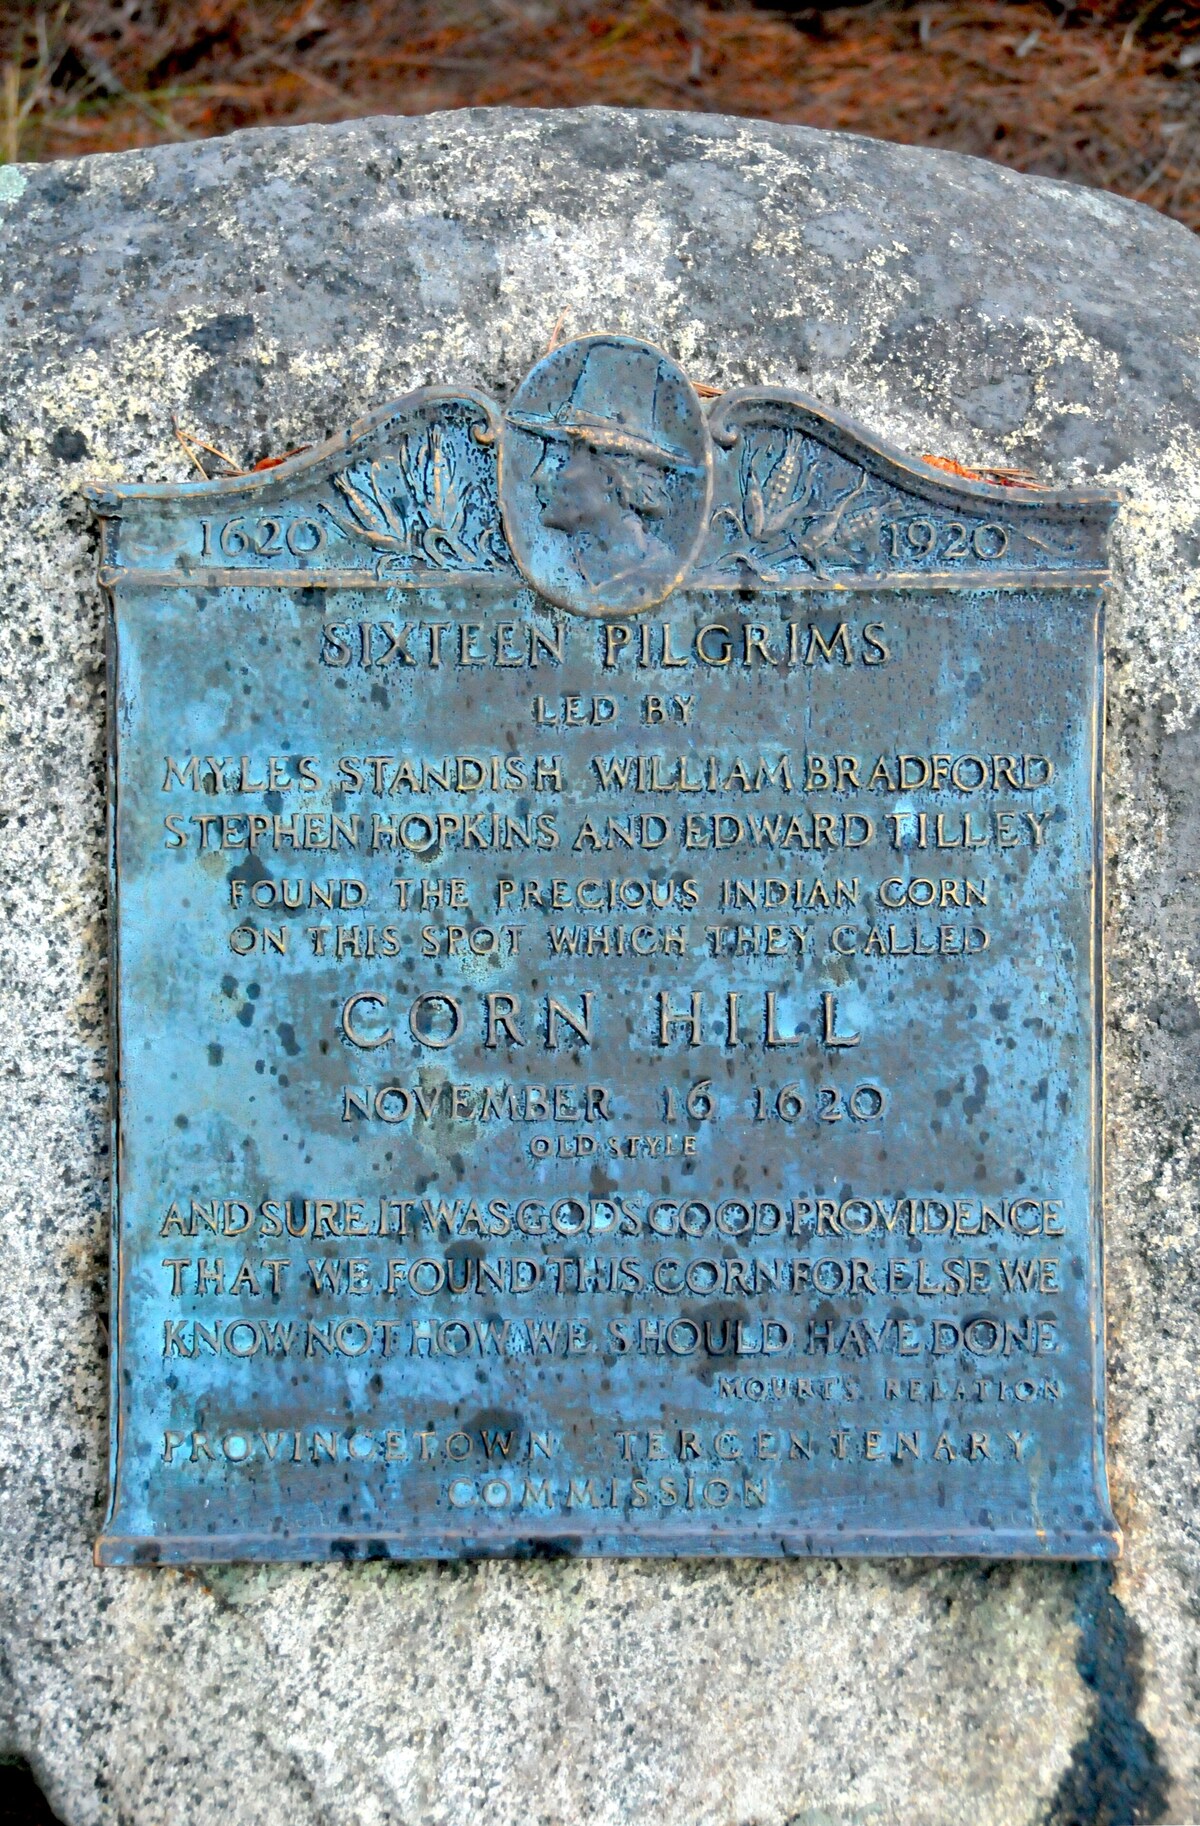 1620 1920
SIXTEEN PILGRIMS
LED BY
MYLES STANDISH WILLIAM BRADFORD
STEPHEN HOPKINS AND EDWARD TILLEY
FOUND THE PRECIOUS INDIAN CORN
ON THIS SPOT WHICH THEY CALLED
CORN HILL
NOVEMBER 16 1620
OLD STYLE
AND SURE IT WAS GODS GOOD PROVIDENCE
THAT WE FOUND THIS CORN FOR ELSE WE
KNOW NOT HOW WE SHOULD HAVE DONE
MOURT'S RELATION
PROVINCETOWN TERCENTENARY
COMMISSION